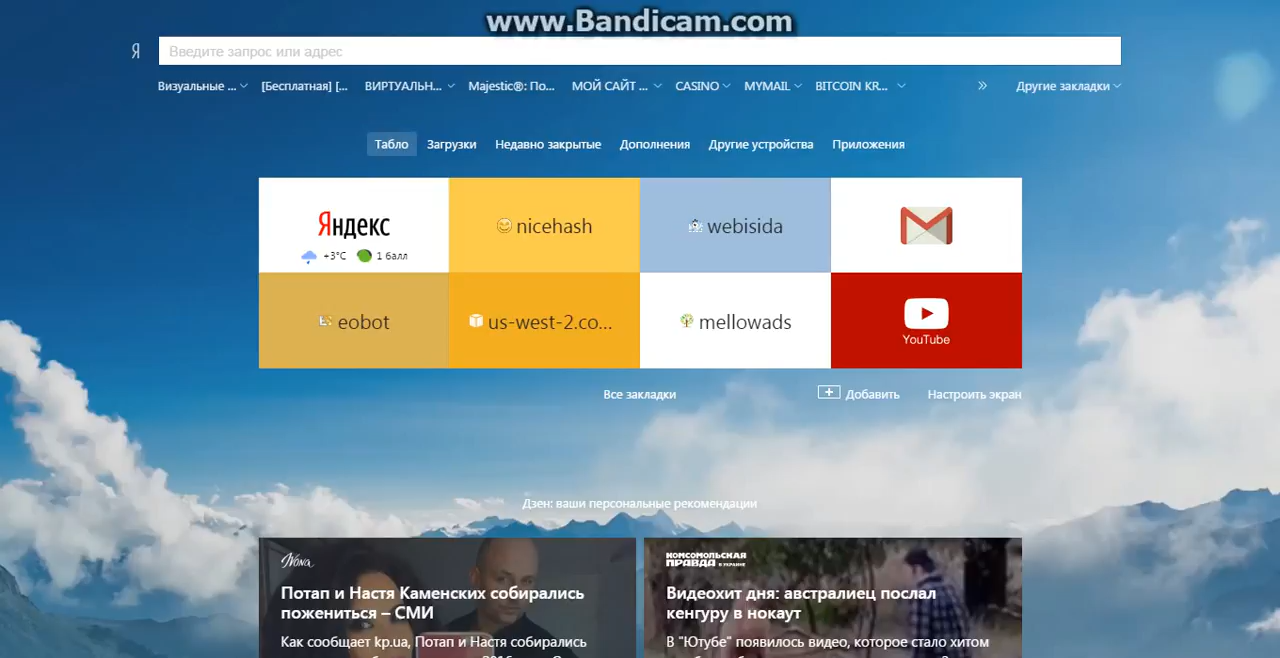 www.Bandicam.com
Я Введите запрос или адрес
Визуальные ... [Бесплатная] [... ВИРТУАЛЬН... Majestic®: По... МОЙ САЙТ ... CASINO MYMAIL BITCOIN KR... » Другие закладки
Табло Загрузки Недавно закрытые Дополнения Другие устройства Приложения
Яндекс
+3°C 1 балл
nicehash
webisida
eobot
us-west-2.co...
mellowads
YouTube
Все закладки Добавить Настроить экран
Дзен: ваши персональные рекомендации
Wona
Потап и Настя Каменских собирались
пожениться – СМИ
Как сообщает kp.ua, Потап и Настя собирались
КОМСОМОЛЬСКАЯ
ПРАВДА В УКРАИНЕ
Видеохит дня: австралиец послал
кенгуру в нокаут
В "Ютубе" появилось видео, которое стало хитом